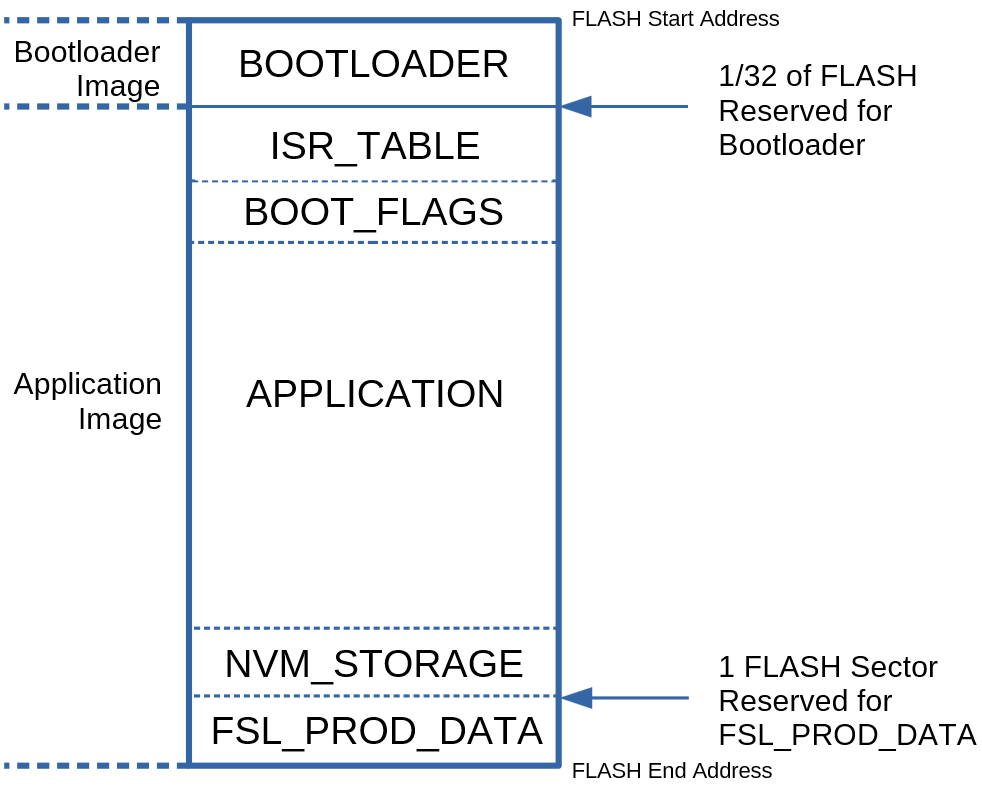 FLASH Start Address
Bootloader
Image
BOOTLOADER
1/32 of FLASH
Reserved for
Bootloader
ISR_TABLE
BOOT_FLAGS
Application
Image
APPLICATION
NVM_STORAGE
1 FLASH Sector
Reserved for
FSL_PROD_DATA
FSL_PROD_DATA
FLASH End Address